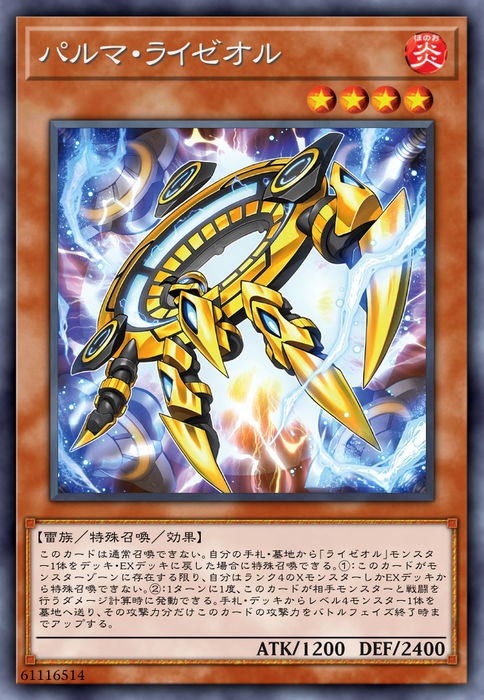 パルマ・ライゼオル
ほのお
炎
【雷族／特殊召喚／効果】
このカードは通常召喚できない。自分の手札・墓地から「ライゼオル」モンスタ
ー1体をデッキ・EXデッキに戻した場合に特殊召喚できる。①:このカードがモ
ンスターゾーンに存在する限り、自分はランク4のXモンスターしかEXデッキか
ら特殊召喚できない。②:1ターンに1度、このカードが相手モンスターと戦闘を
行うダメージ計算時に発動できる。手札・デッキからレベル4モンスター1体を
墓地へ送り、その攻撃力分だけこのカードの攻撃力をバトルフェイズ終了時ま
でアップする。
ATK/1200 DEF/2400
61116514